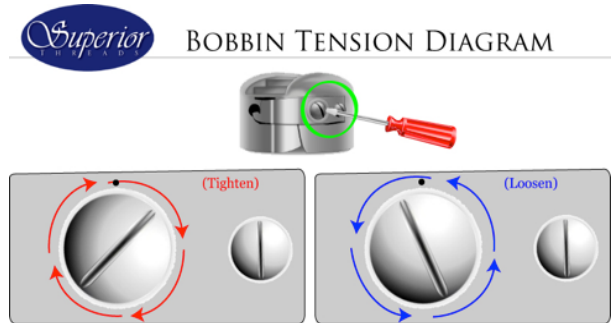 Superior
THREADS
BOBBIN TENSION DIAGRAM
(Tighten)
(Loosen)